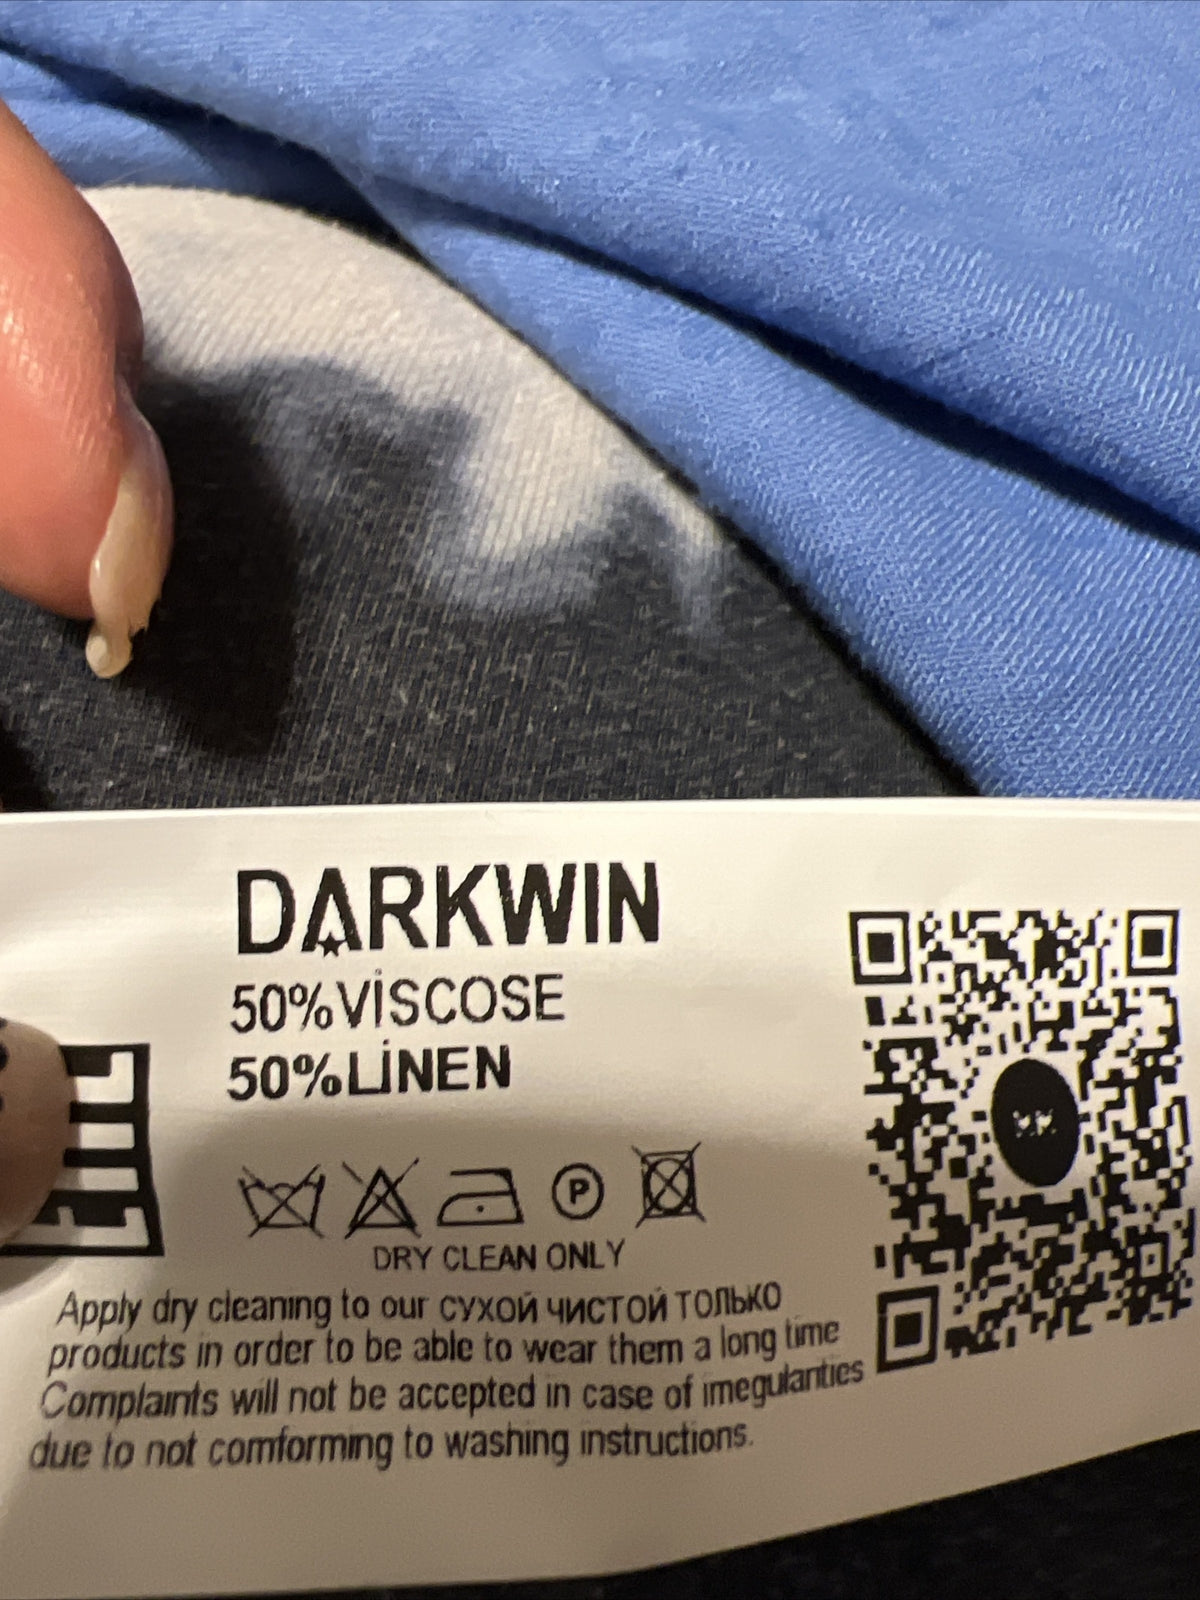 DARKWIN
50%VİSCOSE
50%LİNEN
P
DRY CLEAN ONLY
Apply dry cleaning to our СУХОЙ ЧИСТОЙ ТОЛЬКО
products in order to be able to wear them a long time
Complaints will not be accepted in case of imegulanties
due to not comforming to washing instructions.